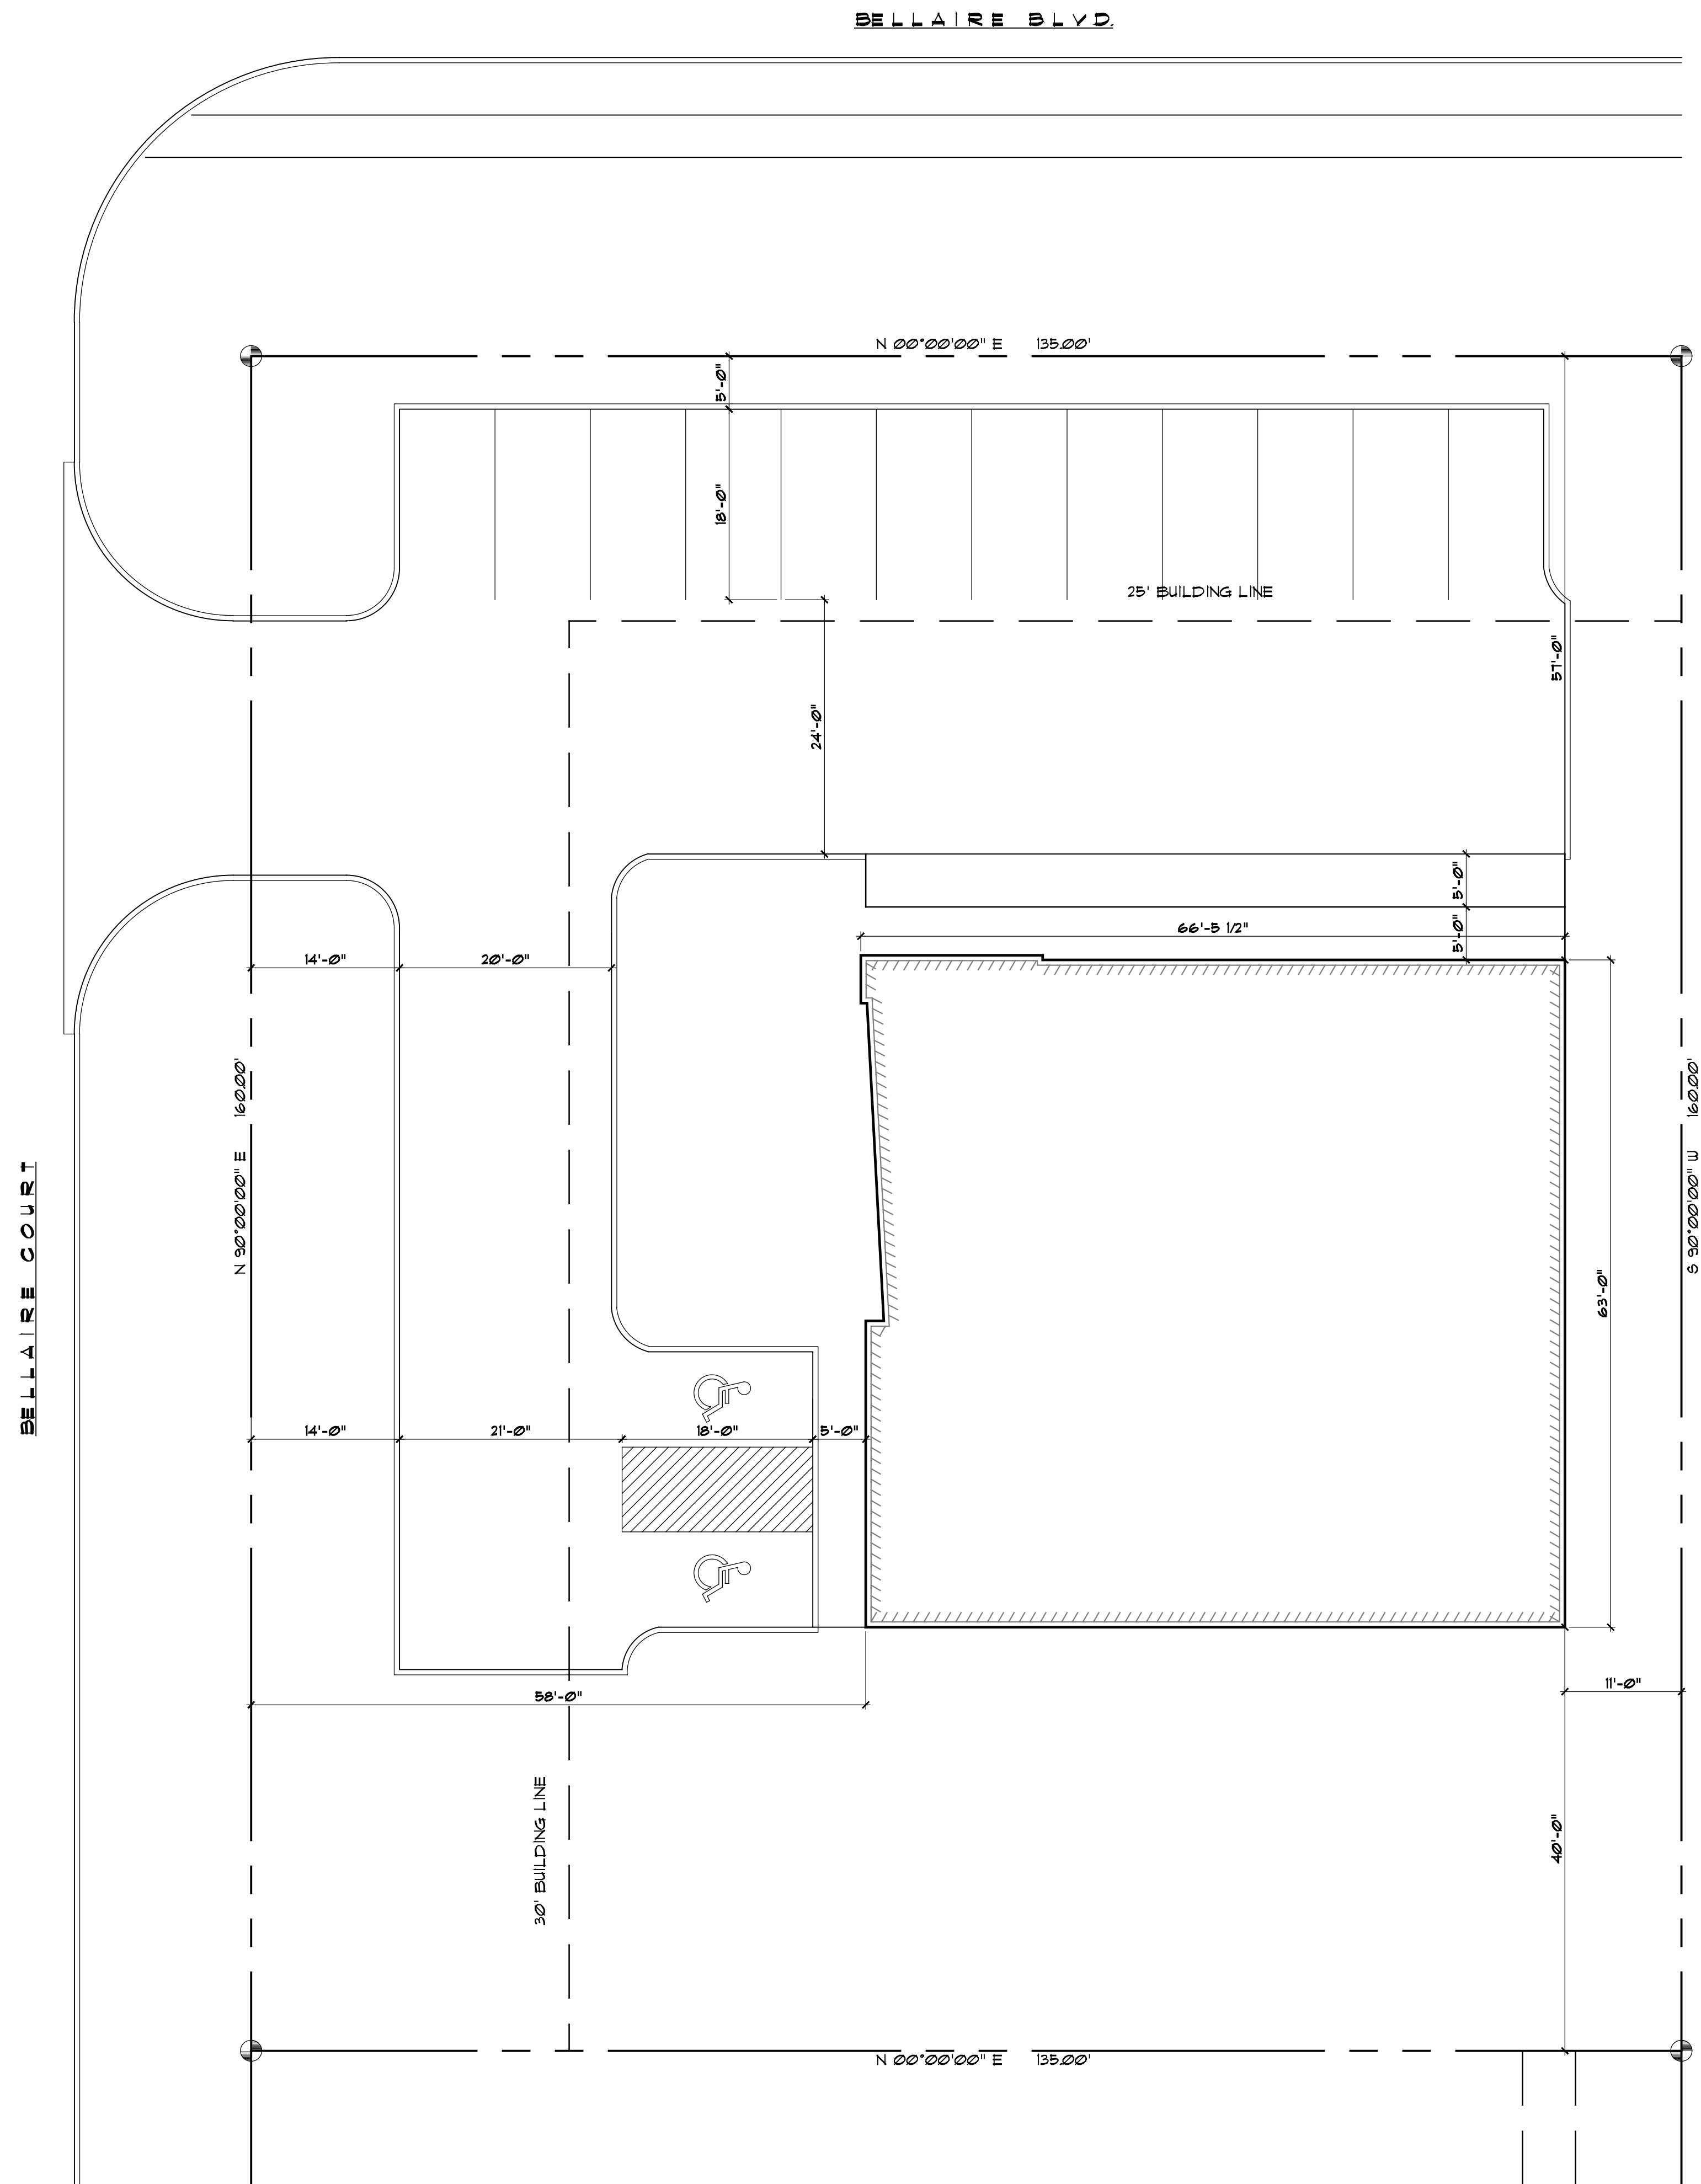 BELLAIRE BLVD.
N 00°00'00" E 135.00'
5'-0"
18'-0"
25' BUILDING LINE
57'-0"
24'-0"
5'-0"
66'-5 1/2"
5'-0"
14'-0"
20'-0"
N 90°00'00" E 160.00'
S 90°00'00" W 160.00'
BELLAIRE COURT
63'-0"
14'-0"
21'-0"
18'-0"
5'-0"
58'-0"
11'-0"
30' BUILDING LINE
40'-0"
N 00°00'00" E 135.00'